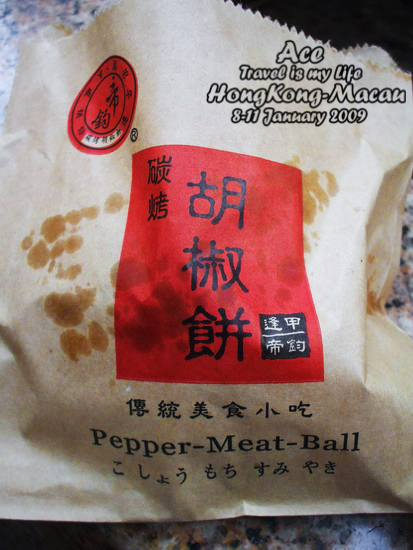 Ace
Travel is my Life
HongKong-Macau
8-11 January 2009
帝鈞
®
碳烤
胡椒餅
逢甲
帝鈞
傳統美食小吃
Pepper-Meat-Ball
こ しょう もち すみ やき